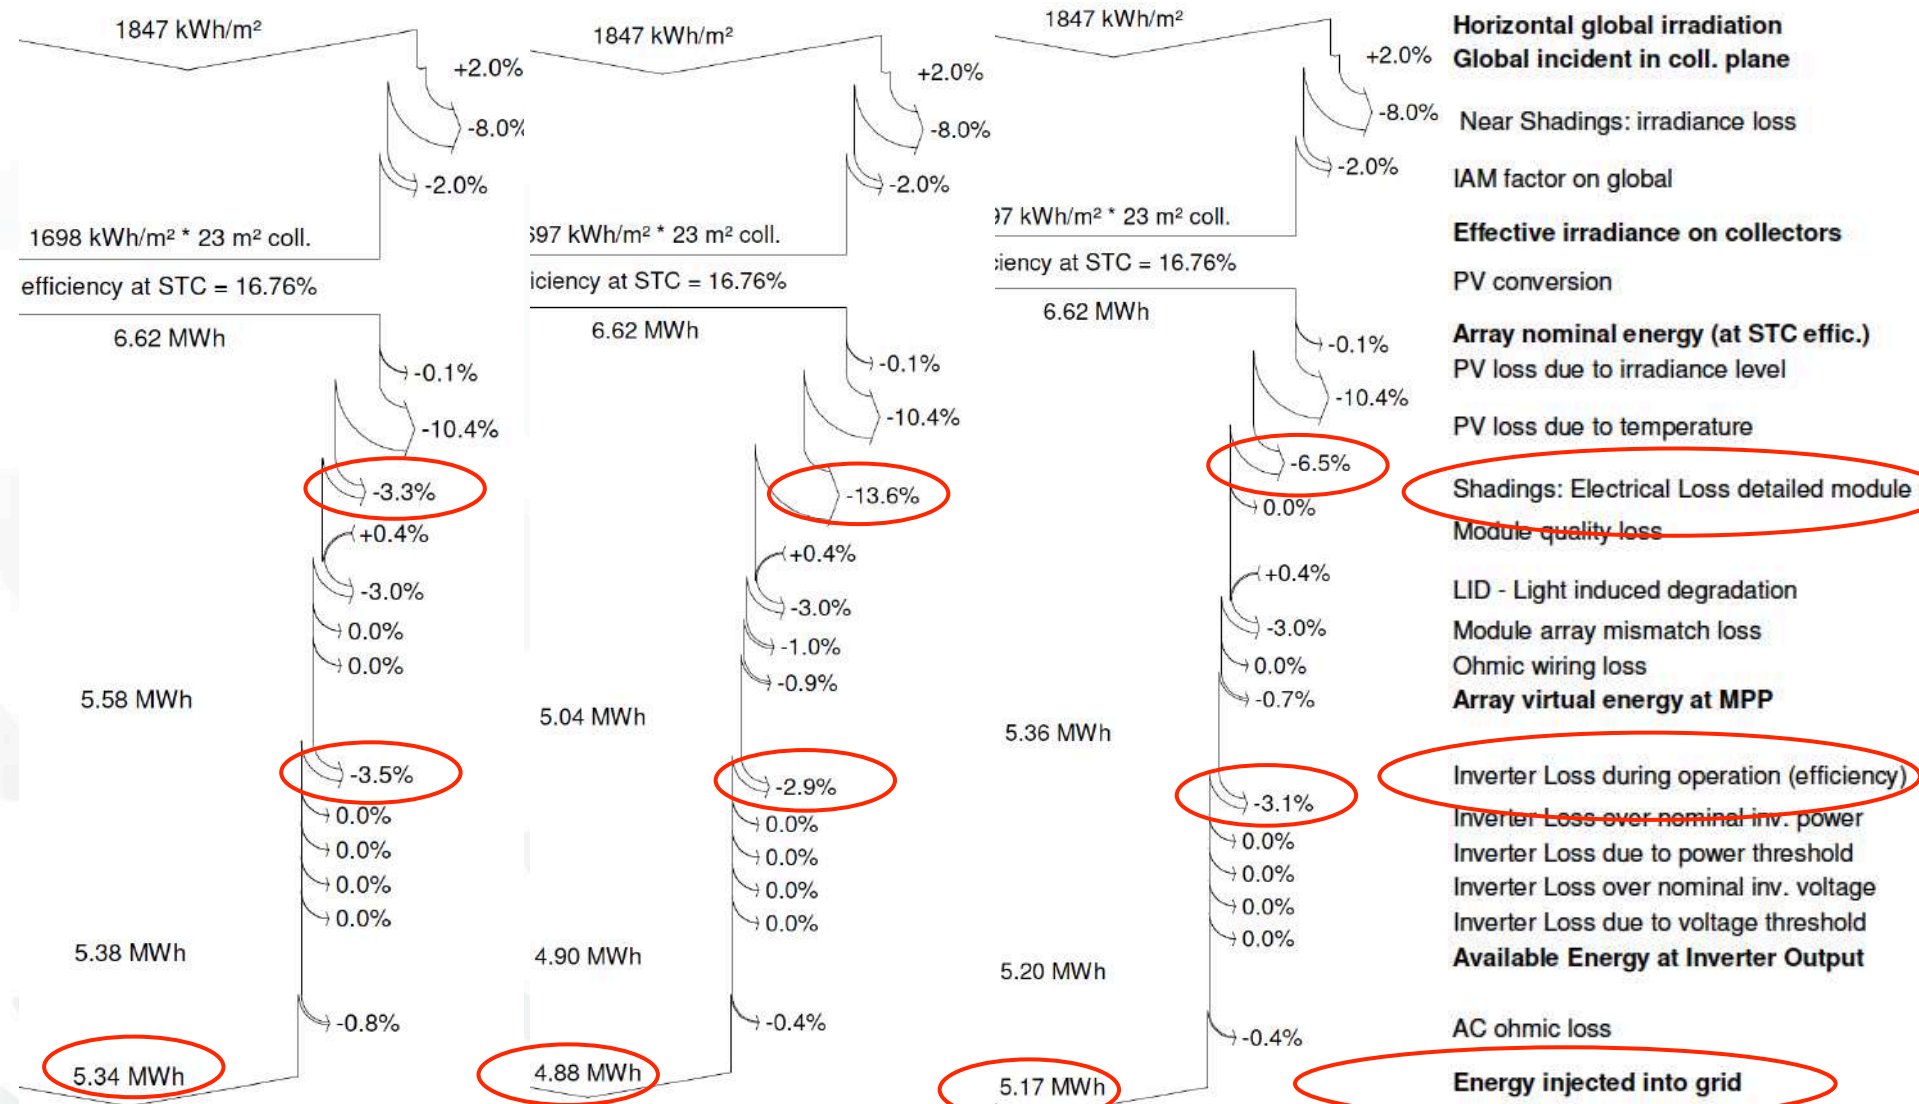 1847 kWh/m²
+2.0%
-8.0%
-2.0%
1698 kWh/m² * 23 m² coll.
efficiency at STC = 16.76%
6.62 MWh
-0.1%
-10.4%
-3.3%
+0.4%
-3.0%
0.0%
0.0%
5.58 MWh
-3.5%
0.0%
0.0%
0.0%
0.0%
5.38 MWh
-0.8%
5.34 MWh
1847 kWh/m²
+2.0%
-8.0%
-2.0%
697 kWh/m² * 23 m² coll.
iciency at STC = 16.76%
6.62 MWh
-0.1%
-10.4%
-13.6%
+0.4%
-3.0%
-1.0%
-0.9%
5.04 MWh
-2.9%
0.0%
0.0%
0.0%
0.0%
4.90 MWh
-0.4%
4.88 MWh
1847 kWh/m²
+2.0%
-8.0%
-2.0%
97 kWh/m² * 23 m² coll.
iency at STC = 16.76%
6.62 MWh
-0.1%
-10.4%
-6.5%
0.0%
+0.4%
-3.0%
0.0%
-0.7%
5.36 MWh
-3.1%
0.0%
0.0%
0.0%
0.0%
5.20 MWh
-0.4%
5.17 MWh
Horizontal global irradiation
Global incident in coll. plane
Near Shadings: irradiance loss
IAM factor on global
Effective irradiance on collectors
PV conversion
Array nominal energy (at STC effic.)
PV loss due to irradiance level
PV loss due to temperature
Shadings: Electrical Loss detailed module
Module quality loss
LID - Light induced degradation
Module array mismatch loss
Ohmic wiring loss
Array virtual energy at MPP
Inverter Loss during operation (efficiency)
Inverter Loss over nominal inv. power
Inverter Loss due to power threshold
Inverter Loss over nominal inv. voltage
Inverter Loss due to voltage threshold
Available Energy at Inverter Output
AC ohmic loss
Energy injected into grid